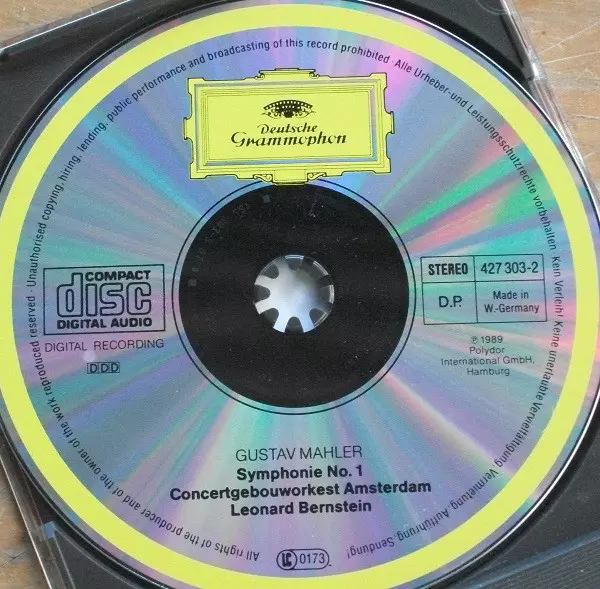 Unauthorised copying, hiring, lending, public performance and broadcasting of this record prohibited · Alle Urheber-und Leistungsschutzrechte vorbehalten · Kein Verleih! Keine unerlaubte Vervielfältigung, Vermietung, Aufführung, Sendung!
Deutsche
Grammophon
COMPACT
disc
DIGITAL AUDIO
DIGITAL RECORDING
DDD
STEREO 427 303-2
D.P. Made in
W.-Germany
℗ 1989
Polydor
International GmbH,
Hamburg
GUSTAV MAHLER
Symphonie No. 1
Concertgebouworkest Amsterdam
Leonard Bernstein
All rights of the producer and of the owner of the work reproduced reserved ·
LC 0173